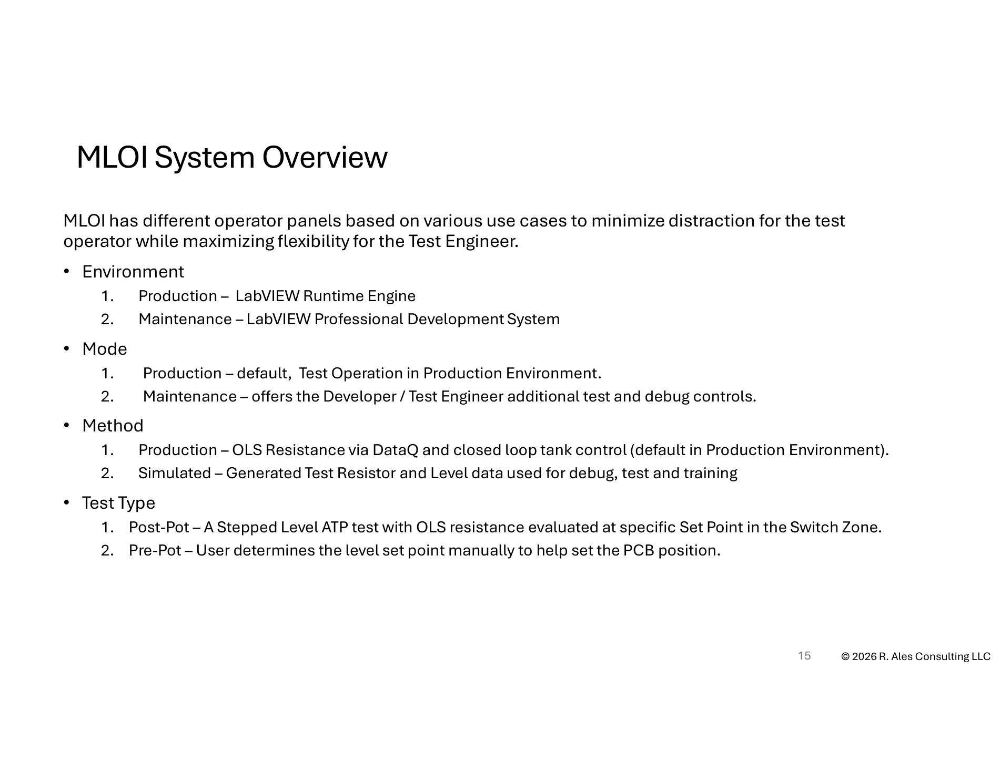 MLOI System Overview
MLOI has different operator panels based on various use cases to minimize distraction for the test
operator while maximizing flexibility for the Test Engineer.
• Environment
1. Production – LabVIEW Runtime Engine
2. Maintenance – LabVIEW Professional Development System
• Mode
1. Production – default, Test Operation in Production Environment.
2. Maintenance – offers the Developer / Test Engineer additional test and debug controls.
• Method
1. Production – OLS Resistance via DataQ and closed loop tank control (default in Production Environment).
2. Simulated – Generated Test Resistor and Level data used for debug, test and training
• Test Type
1. Post-Pot – A Stepped Level ATP test with OLS resistance evaluated at specific Set Point in the Switch Zone.
2. Pre-Pot – User determines the level set point manually to help set the PCB position.
15 © 2026 R. Ales Consulting LLC